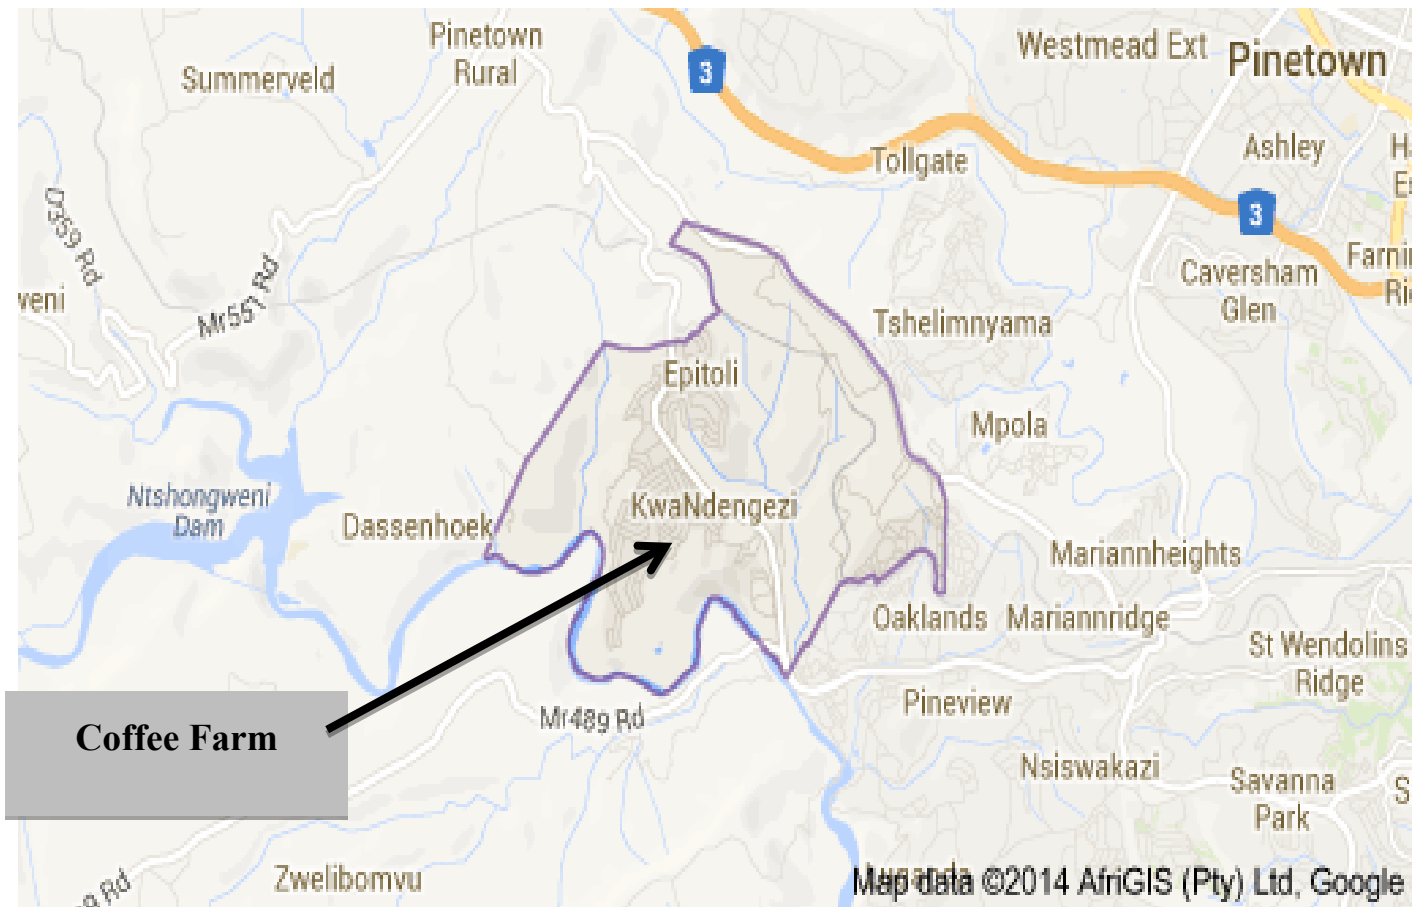 Pinetown
Rural
Summerveld
3
Westmead Ext
Pinetown
Tollgate
Ashley
D359 Rd
3
Mr551 Rd
Caversham
Glen
Tshelimnyama
Epitoli
Mpola
Ntshongweni
Dam
Dassenhoek
KwaNdengezi
Mariannheights
Oaklands
Mariannridge
St Wendolins
Ridge
Pineview
Mr489 Rd
Coffee Farm
Nsiswakazi
Savanna
Park
Zwelibomvu
Rd
Map data ©2014 AfriGIS (Pty) Ltd, Google